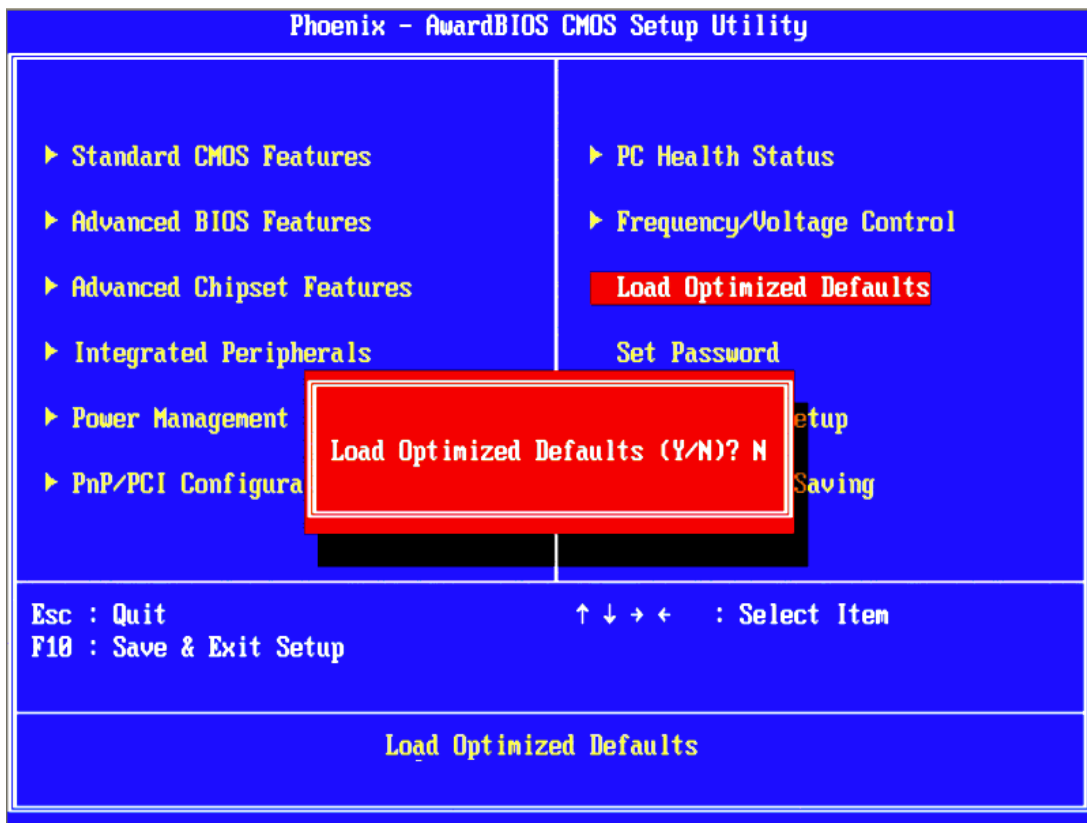 Phoenix - AwardBIOS CMOS Setup Utility
Standard CMOS Features
Advanced BIOS Features
Advanced Chipset Features
Integrated Peripherals
Power Management
PnP/PCI Configura
PC Health Status
Frequency/Voltage Control
Load Optimized Defaults
Set Password
etup
Saving
Load Optimized Defaults (Y/N)? N
Esc : Quit
F10 : Save & Exit Setup
↑ ↓ → ← : Select Item
Load Optimized Defaults